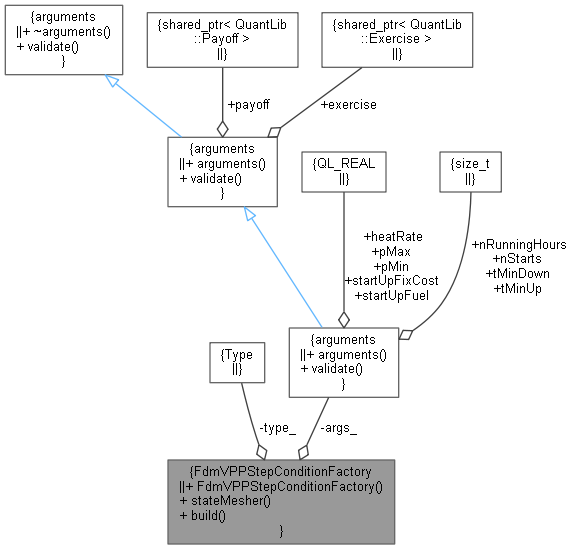 {arguments
||+ ~arguments()
+ validate()
}
{shared_ptr< QuantLib
::Payoff >
||}
{shared_ptr< QuantLib
::Exercise >
||}
+payoff
+exercise
{arguments
||+ arguments()
+ validate()
}
{QL_REAL
||}
{size_t
||}
+heatRate
+pMax
+pMin
+startUpFixCost
+startUpFuel
+nRunningHours
+nStarts
+tMinDown
+tMinUp
{arguments
||+ arguments()
+ validate()
}
{Type
||}
-type_
-args_
{FdmVPPStepConditionFactory
||+ FdmVPPStepConditionFactory()
+ stateMesher()
+ build()
}